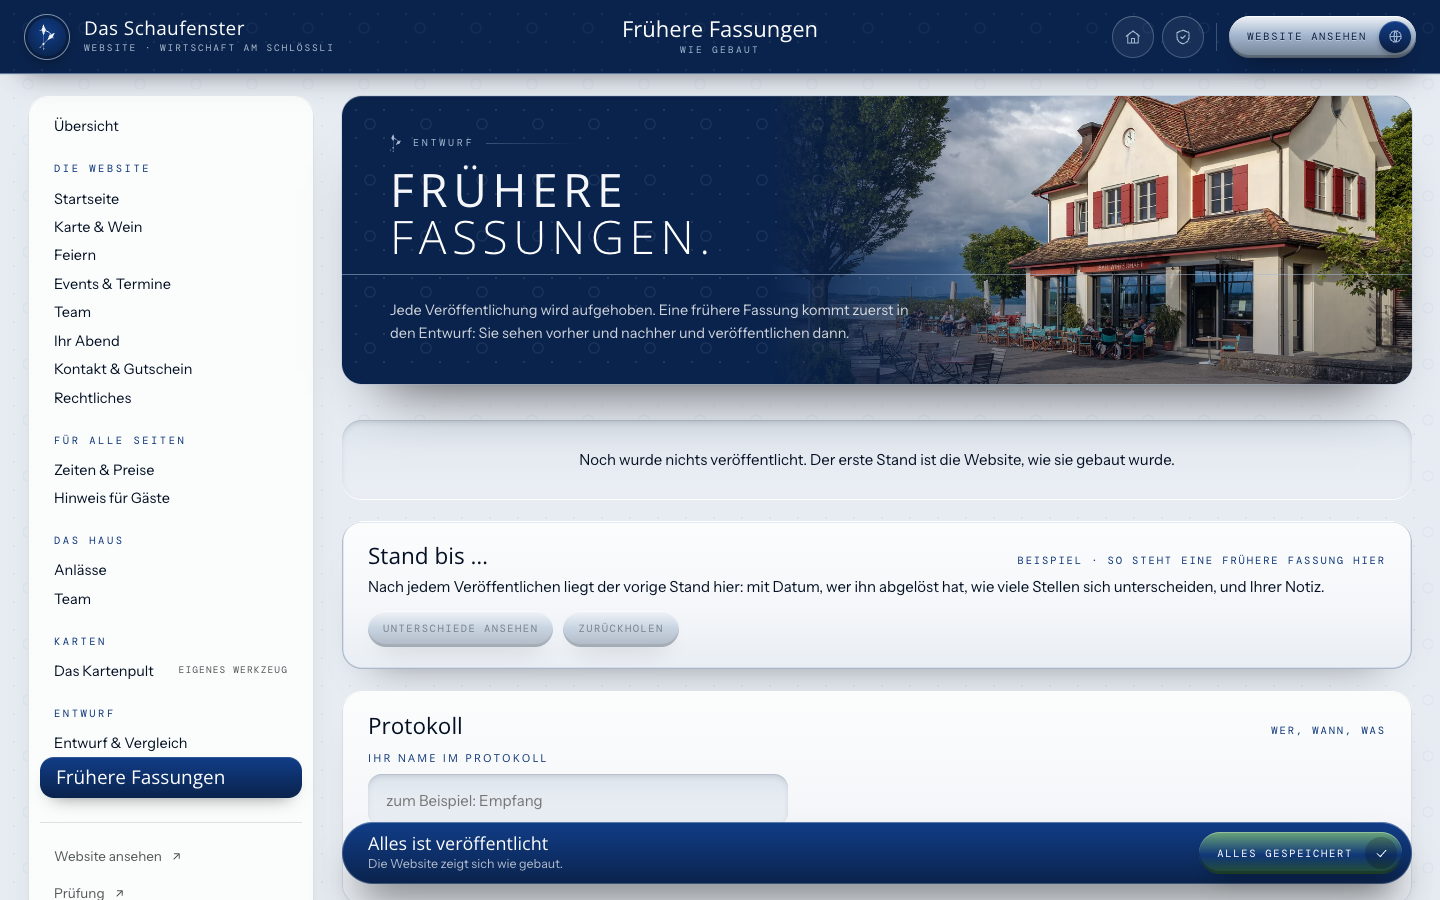 Das Schaufenster
WEBSITE · WIRTSCHAFT AM SCHLÖSSLI
Frühere Fassungen
WIE GEBAUT
WEBSITE ANSEHEN
Übersicht
DIE WEBSITE
Startseite
Karte & Wein
Feiern
Events & Termine
Team
Ihr Abend
Kontakt & Gutschein
Rechtliches
FÜR ALLE SEITEN
Zeiten & Preise
Hinweis für Gäste
DAS HAUS
Anlässe
Team
KARTEN
Das Kartenpult EIGENES WERKZEUG
ENTWURF
Entwurf & Vergleich
Frühere Fassungen
Website ansehen
Prüfung
ENTWURF
FRÜHERE
FASSUNGEN.
Jede Veröffentlichung wird aufgehoben. Eine frühere Fassung kommt zuerst in
den Entwurf: Sie sehen vorher und nachher und veröffentlichen dann.
Noch wurde nichts veröffentlicht. Der erste Stand ist die Website, wie sie gebaut wurde.
Stand bis ...
BEISPIEL · SO STEHT EINE FRÜHERE FASSUNG HIER
Nach jedem Veröffentlichen liegt der vorige Stand hier: mit Datum, wer ihn abgelöst hat, wie viele Stellen sich unterscheiden, und Ihrer Notiz.
UNTERSCHIEDE ANSEHEN
ZURÜCKHOLEN
Protokoll
WER, WANN, WAS
IHR NAME IM PROTOKOLL
zum Beispiel: Empfang
Alles ist veröffentlicht
Die Website zeigt sich wie gebaut.
ALLES GESPEICHERT